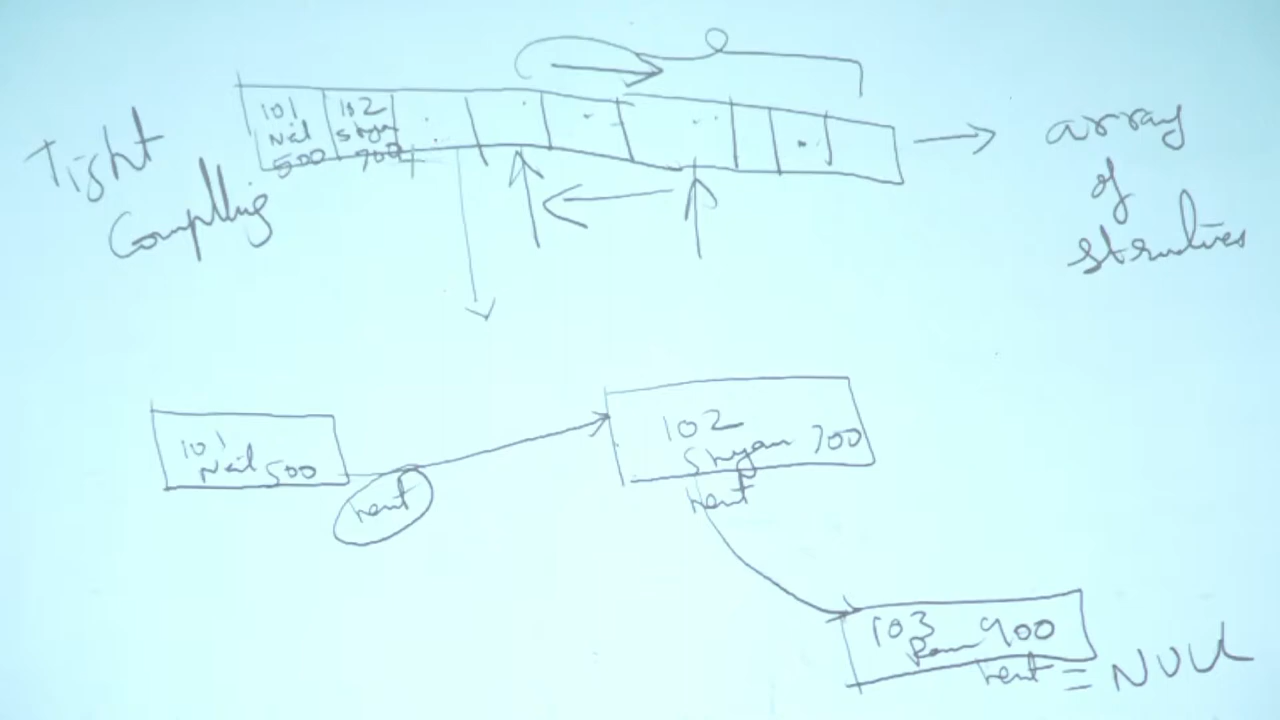 Tight
Complling
101
Neil
500
102
Shyam
700
array
of
structures
101
Neil 500
next
102
Shyam 700
next
103
Ram 900
next = NULL